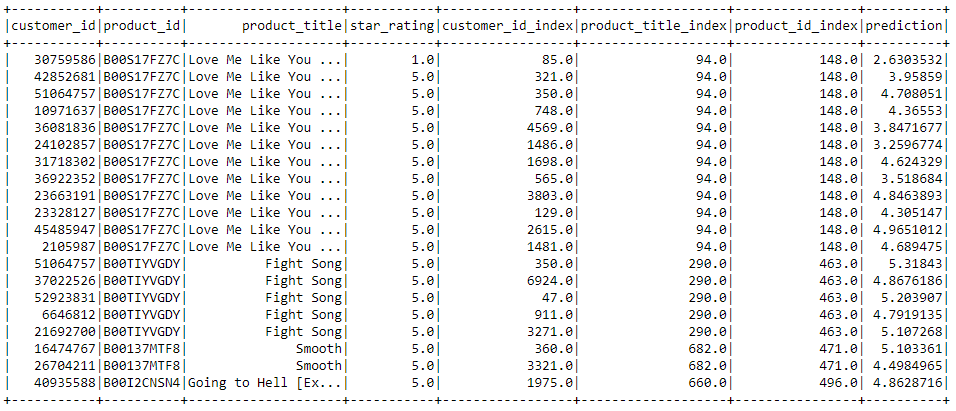 +-----------+----------+--------------------+-----------+-----------------+-------------------+----------------+----------+
|customer_id|product_id|       product_title|star_rating|customer_id_index|product_title_index|product_id_index|prediction|
+-----------+----------+--------------------+-----------+-----------------+-------------------+----------------+----------+
|   30759586|B00S17FZ7C|Love Me Like You ...|        1.0|             85.0|               94.0|           148.0| 2.6303532|
|   42852681|B00S17FZ7C|Love Me Like You ...|        5.0|            321.0|               94.0|           148.0|   3.95859|
|   51064757|B00S17FZ7C|Love Me Like You ...|        5.0|            350.0|               94.0|           148.0|  4.708051|
|   10971637|B00S17FZ7C|Love Me Like You ...|        5.0|            748.0|               94.0|           148.0|   4.36553|
|   36081836|B00S17FZ7C|Love Me Like You ...|        5.0|           4569.0|               94.0|           148.0| 3.8471677|
|   24102857|B00S17FZ7C|Love Me Like You ...|        5.0|           1486.0|               94.0|           148.0| 3.2596774|
|   31718302|B00S17FZ7C|Love Me Like You ...|        5.0|           1698.0|               94.0|           148.0|  4.624329|
|   36922352|B00S17FZ7C|Love Me Like You ...|        5.0|            565.0|               94.0|           148.0|  3.518684|
|   23663191|B00S17FZ7C|Love Me Like You ...|        5.0|           3803.0|               94.0|           148.0| 4.8463893|
|   23328127|B00S17FZ7C|Love Me Like You ...|        5.0|            129.0|               94.0|           148.0|  4.305147|
|   45485947|B00S17FZ7C|Love Me Like You ...|        5.0|           2615.0|               94.0|           148.0| 4.9651012|
|    2105987|B00S17FZ7C|Love Me Like You ...|        5.0|           1481.0|               94.0|           148.0|  4.689475|
|   51064757|B00TIYVGDY|          Fight Song|        5.0|            350.0|              290.0|           463.0|   5.31843|
|   37022526|B00TIYVGDY|          Fight Song|        5.0|           6924.0|              290.0|           463.0| 4.8676186|
|   52923831|B00TIYVGDY|          Fight Song|        5.0|             47.0|              290.0|           463.0|  5.203907|
|    6646812|B00TIYVGDY|          Fight Song|        5.0|            911.0|              290.0|           463.0| 4.7919135|
|   21692700|B00TIYVGDY|          Fight Song|        5.0|           3271.0|              290.0|           463.0|  5.107268|
|   16474767|B00137MTF8|              Smooth|        5.0|            360.0|              682.0|           471.0|  5.103361|
|   26704211|B00137MTF8|              Smooth|        5.0|           3321.0|              682.0|           471.0| 4.4984965|
|   40935588|B00I2CNSN4|Going to Hell [Ex...|        5.0|           1975.0|              660.0|           496.0| 4.8628716|
+-----------+----------+--------------------+-----------+-----------------+-------------------+----------------+----------+